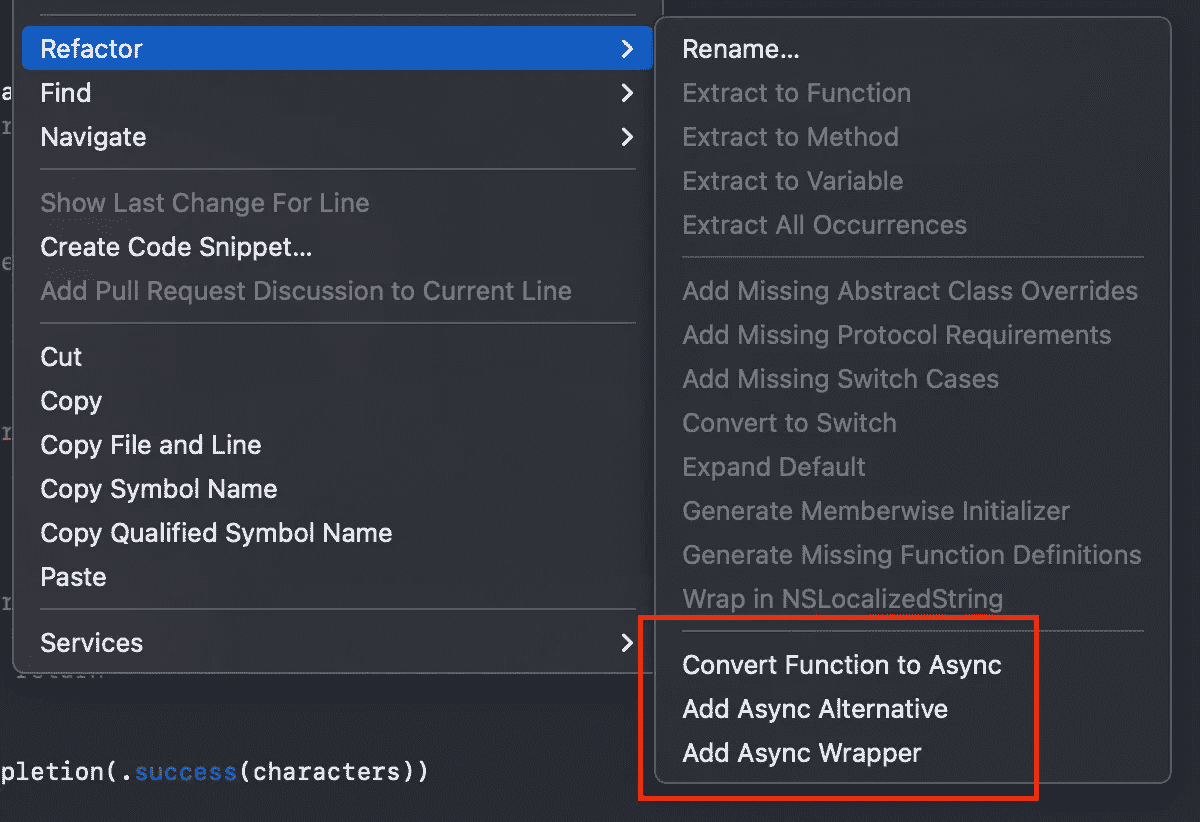 Refactor
Find
Navigate
Show Last Change For Line
Create Code Snippet...
Add Pull Request Discussion to Current Line
Cut
Copy
Copy File and Line
Copy Symbol Name
Copy Qualified Symbol Name
Paste
Services
Rename...
Extract to Function
Extract to Method
Extract to Variable
Extract All Occurrences
Add Missing Abstract Class Overrides
Add Missing Protocol Requirements
Add Missing Switch Cases
Convert to Switch
Expand Default
Generate Memberwise Initializer
Generate Missing Function Definitions
Wrap in NSLocalizedString
Convert Function to Async
Add Async Alternative
Add Async Wrapper
pletion(.success(characters))